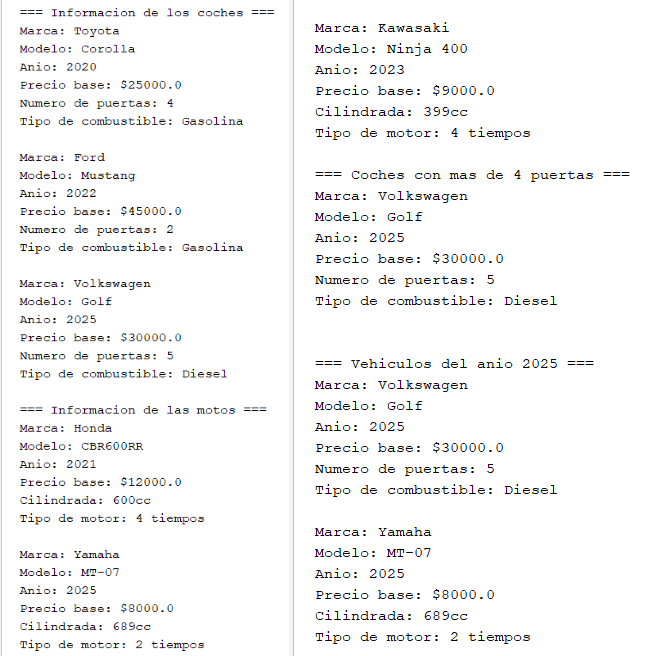 === Informacion de los coches ===
Marca: Toyota
Modelo: Corolla
Anio: 2020
Precio base: $25000.0
Numero de puertas: 4
Tipo de combustible: Gasolina

Marca: Ford
Modelo: Mustang
Anio: 2022
Precio base: $45000.0
Numero de puertas: 2
Tipo de combustible: Gasolina

Marca: Volkswagen
Modelo: Golf
Anio: 2025
Precio base: $30000.0
Numero de puertas: 5
Tipo de combustible: Diesel

=== Informacion de las motos ===
Marca: Honda
Modelo: CBR600RR
Anio: 2021
Precio base: $12000.0
Cilindrada: 600cc
Tipo de motor: 4 tiempos

Marca: Yamaha
Modelo: MT-07
Anio: 2025
Precio base: $8000.0
Cilindrada: 689cc
Tipo de motor: 2 tiempos

Marca: Kawasaki
Modelo: Ninja 400
Anio: 2023
Precio base: $9000.0
Cilindrada: 399cc
Tipo de motor: 4 tiempos

=== Coches con mas de 4 puertas ===
Marca: Volkswagen
Modelo: Golf
Anio: 2025
Precio base: $30000.0
Numero de puertas: 5
Tipo de combustible: Diesel

=== Vehiculos del anio 2025 ===
Marca: Volkswagen
Modelo: Golf
Anio: 2025
Precio base: $30000.0
Numero de puertas: 5
Tipo de combustible: Diesel

Marca: Yamaha
Modelo: MT-07
Anio: 2025
Precio base: $8000.0
Cilindrada: 689cc
Tipo de motor: 2 tiempos